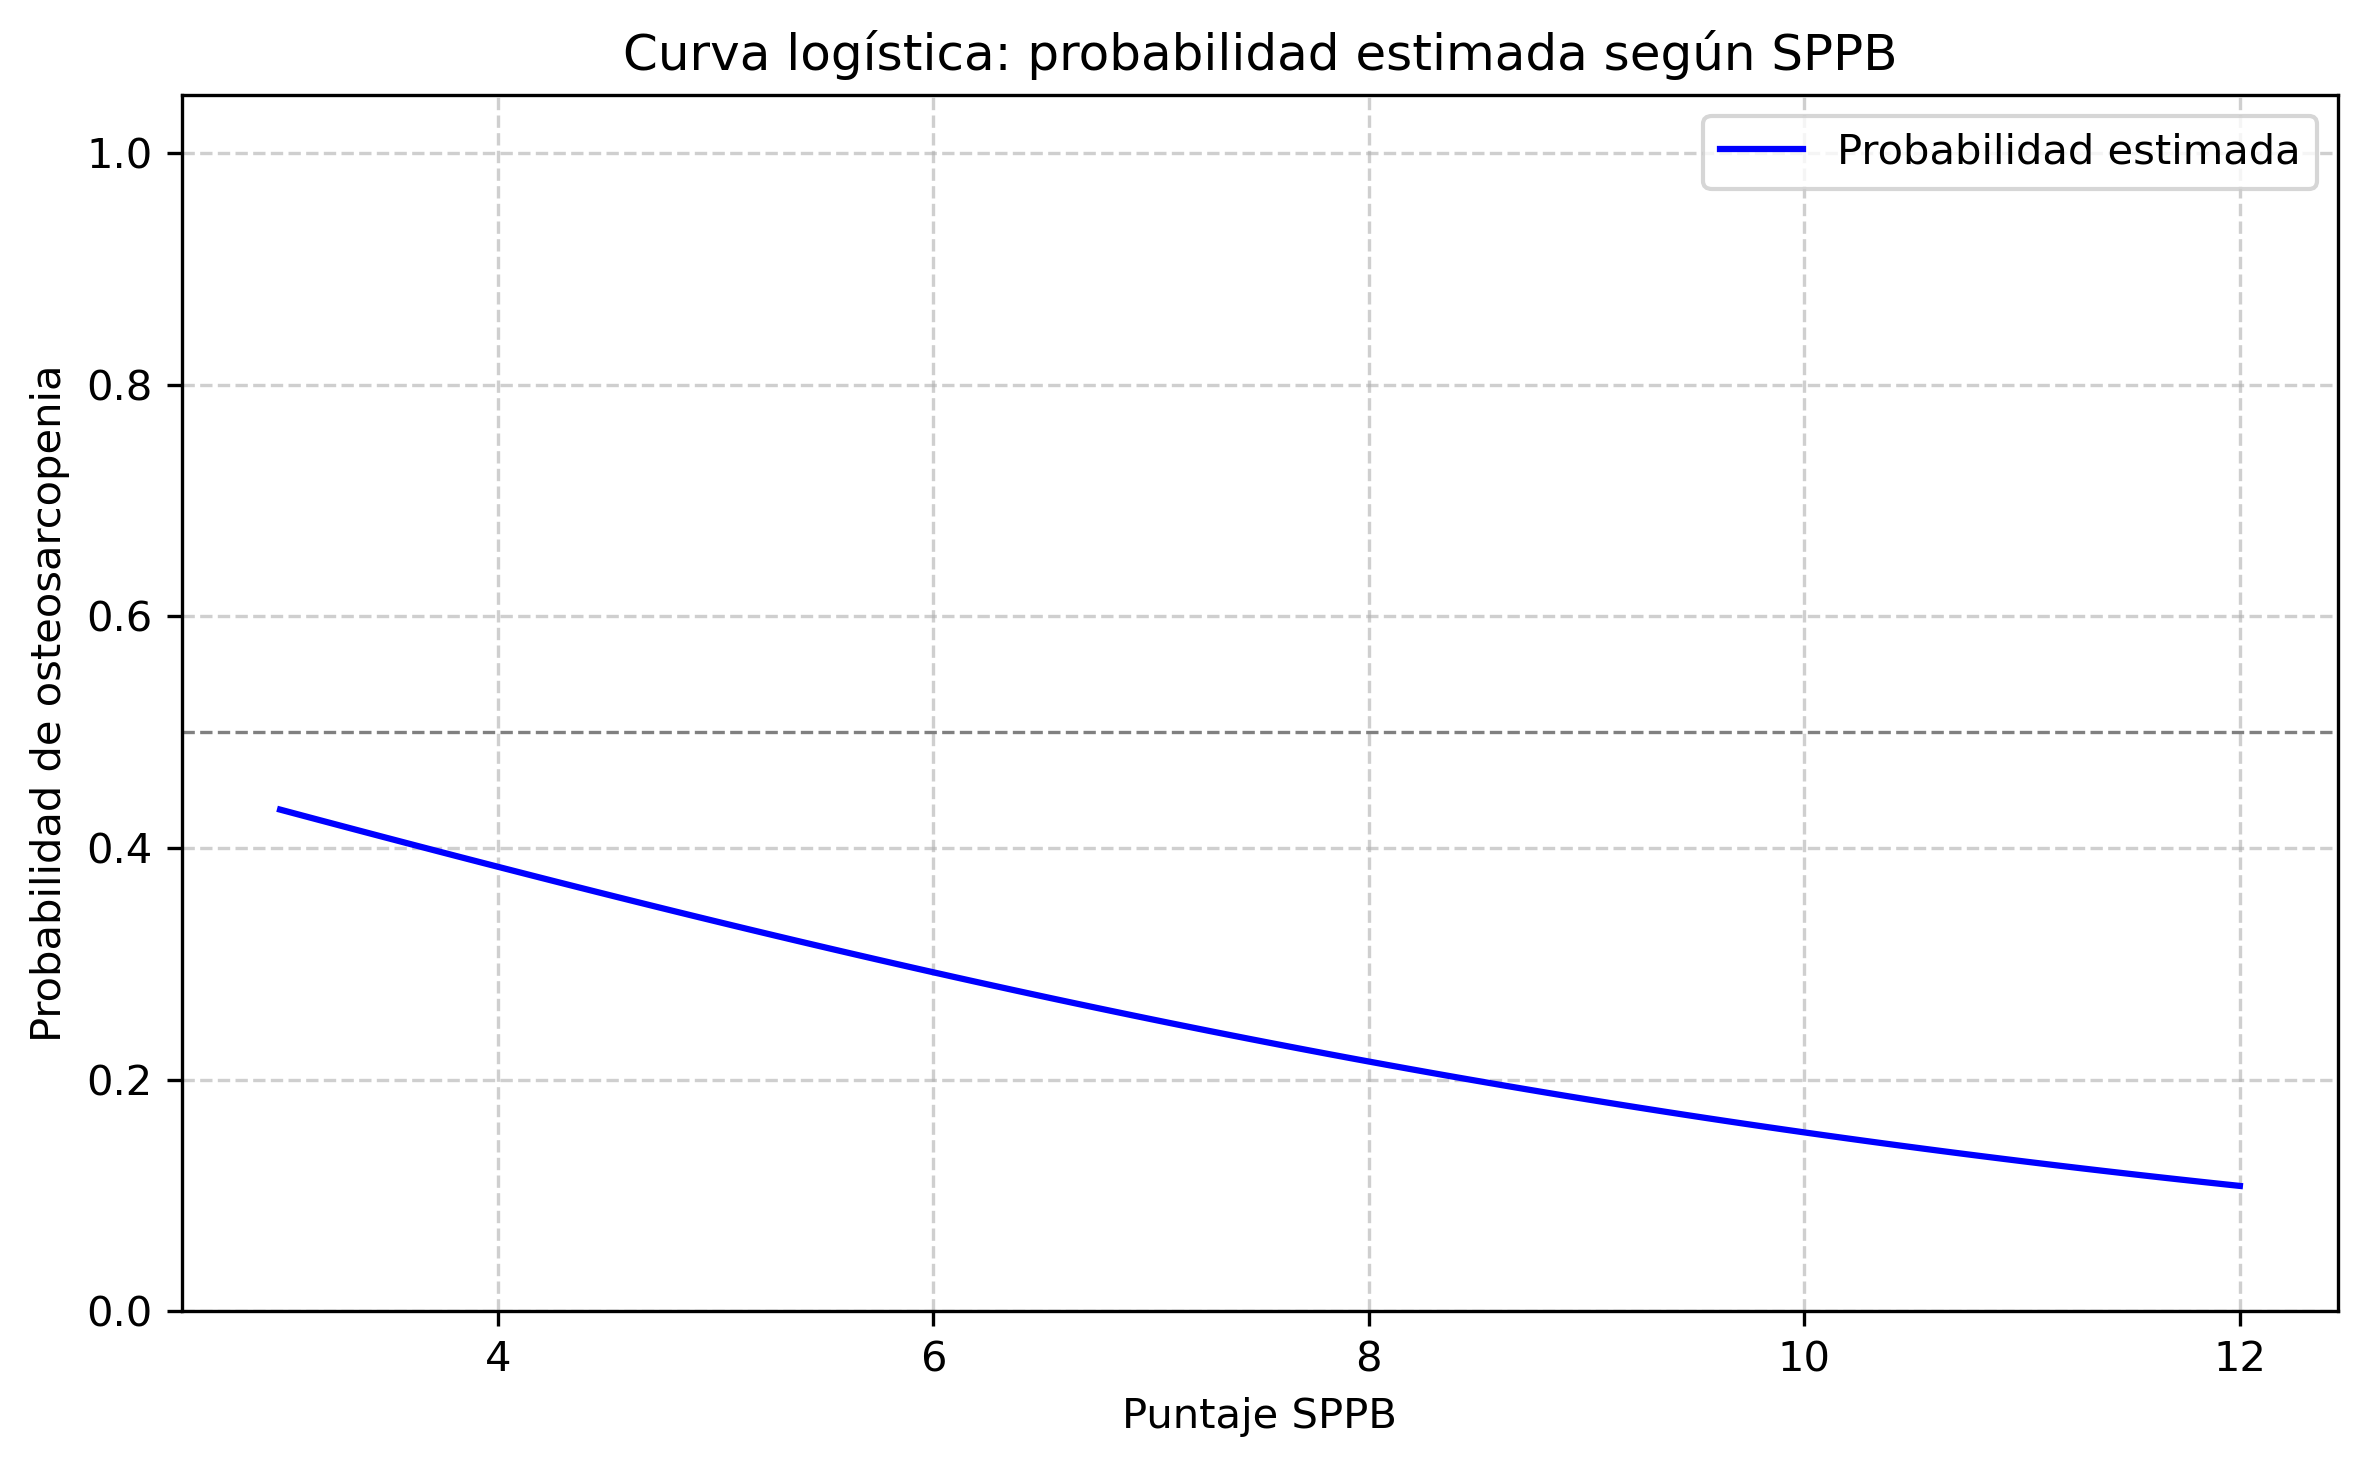 Curva logística: probabilidad estimada según SPPB
Probabilidad estimada
Probabilidad de osteosarcopenia
1.0
0.8
0.6
0.4
0.2
0.0
4 6 8 10 12
Puntaje SPPB